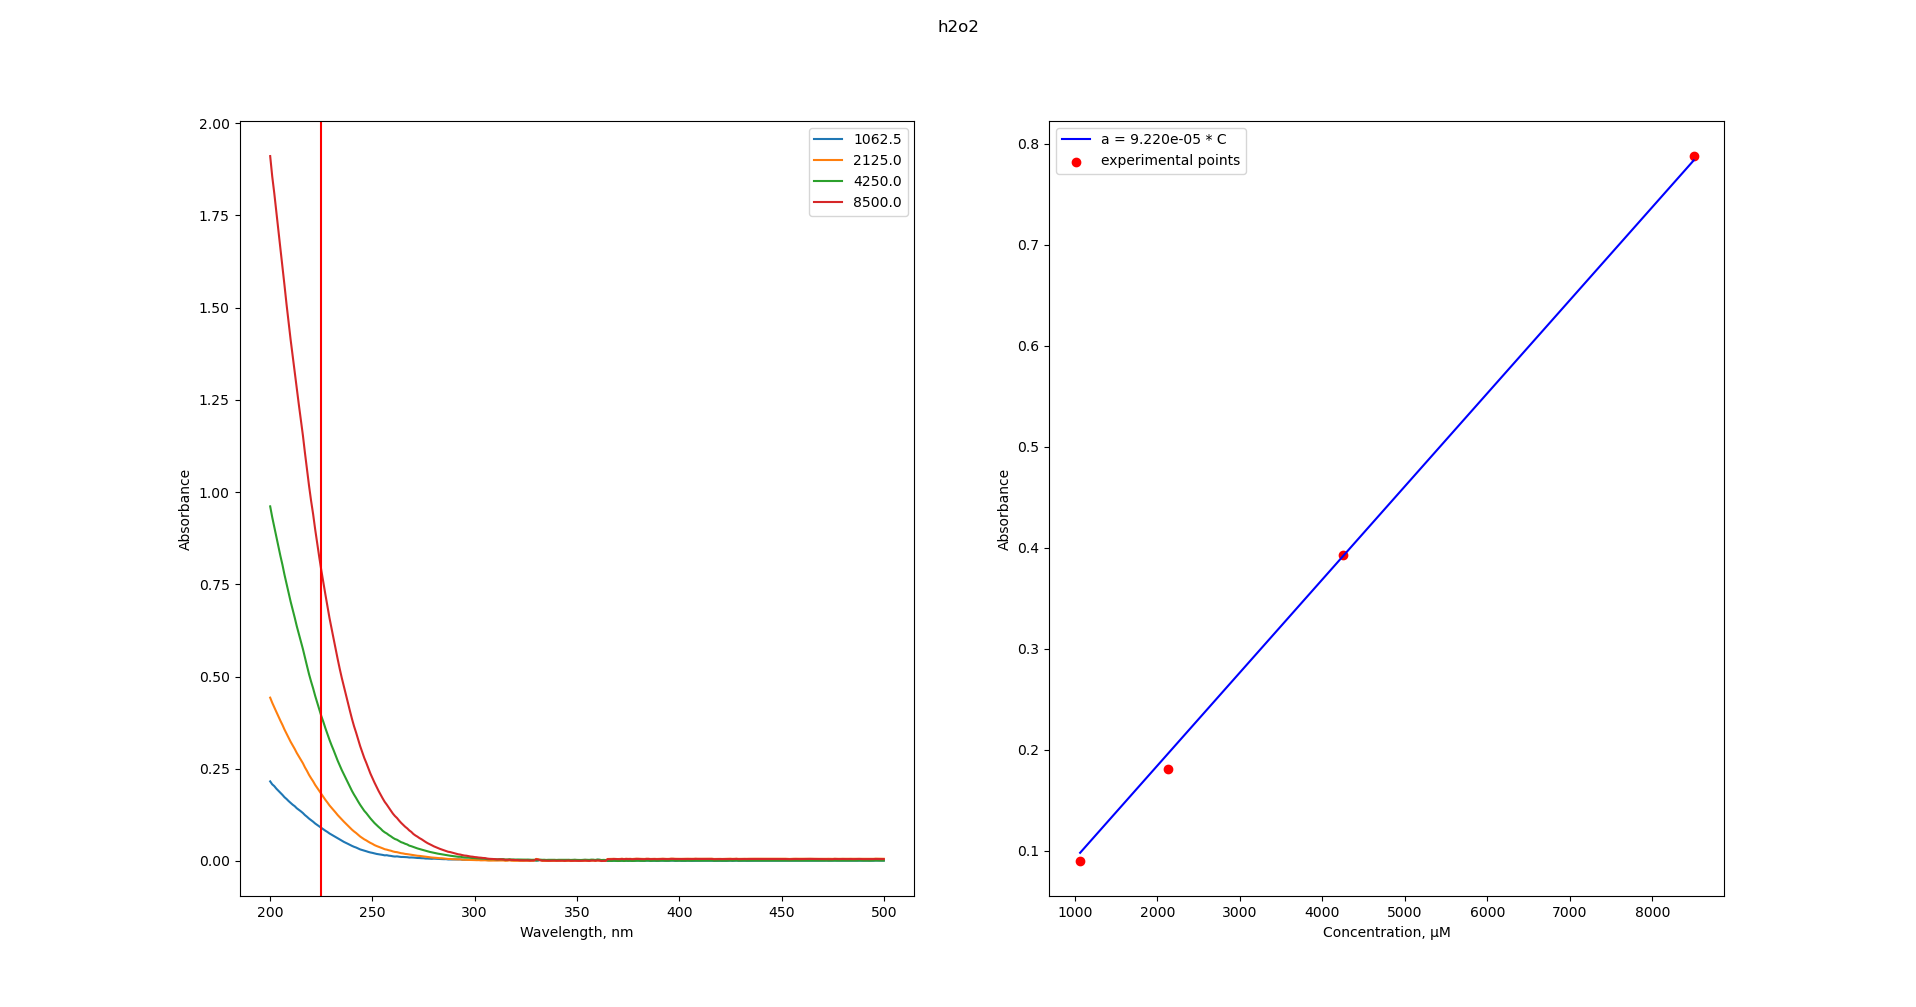 h2o2
2.00
1.75
1.50
1.25
1.00
0.75
0.50
0.25
0.00
Absorbance
200 250 300 350 400 450 500
Wavelength, nm
1062.5
2125.0
4250.0
8500.0
0.8
0.7
0.6
0.5
0.4
0.3
0.2
0.1
Absorbance
1000 2000 3000 4000 5000 6000 7000 8000
Concentration, μM
a = 9.220e-05 * C
experimental points